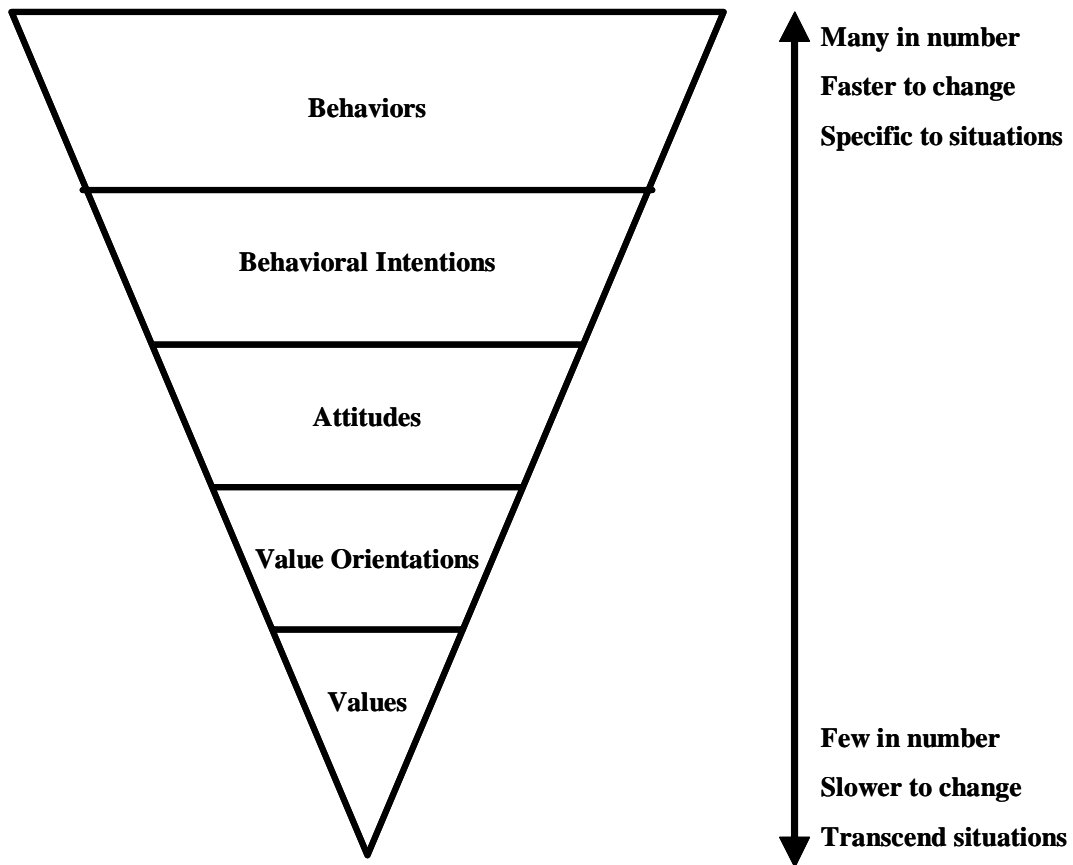 Many in number
Faster to change
Behaviors
Specific to situations
Behavioral Intentions
Attitudes
Value Orientations
Values
Few in number
Slower to change
Transcend situations